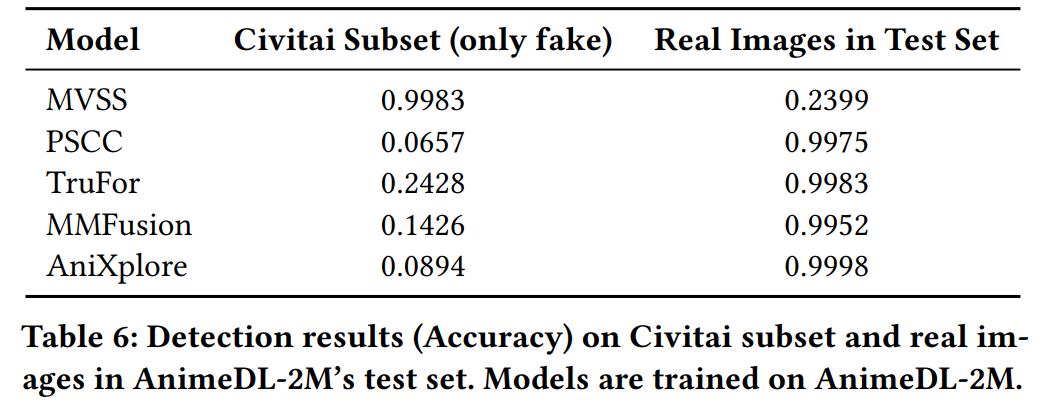 Model Civitai Subset (only fake) Real Images in Test Set
MVSS 0.9983 0.2399
PSCC 0.0657 0.9975
TruFor 0.2428 0.9983
MMFusion 0.1426 0.9952
AniXplore 0.0894 0.9998
Table 6: Detection results (Accuracy) on Civitai subset and real im-
ages in AnimeDL-2M's test set. Models are trained on AnimeDL-2M.